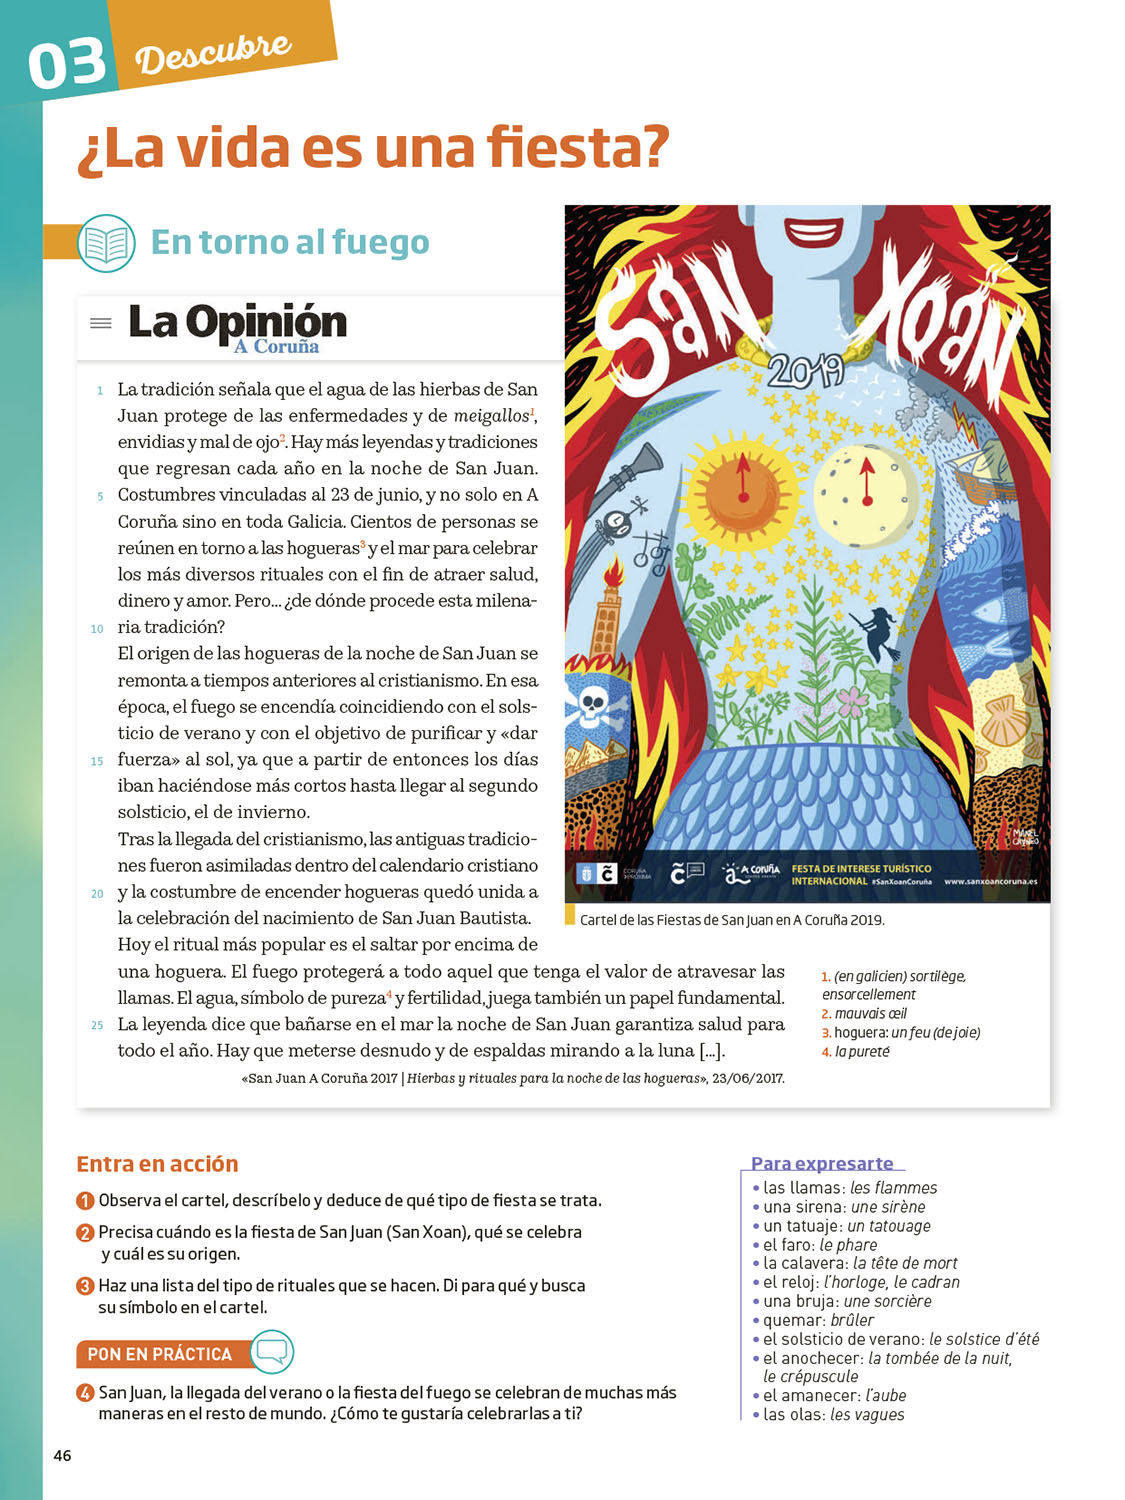 03 Descubre
¿La vida es una fiesta?
En torno al fuego
La Opinión
A Coruña
1 La tradición señala que el agua de las hierbas de San
Juan protege de las enfermedades y de meigallos1,
envidias y mal de ojo2. Hay más leyendas y tradiciones
que regresan cada año en la noche de San Juan.
5 Costumbres vinculadas al 23 de junio, y no solo en A
Coruña sino en toda Galicia. Cientos de personas se
reúnen en torno a las hogueras3 y el mar para celebrar
los más diversos rituales con el fin de atraer salud,
dinero y amor. Pero... ¿de dónde procede esta milena-
10 ria tradición?
El origen de las hogueras de la noche de San Juan se
remonta a tiempos anteriores al cristianismo. En esa
época, el fuego se encendía coincidiendo con el sols-
ticio de verano y con el objetivo de purificar y «dar
15 fuerza» al sol, ya que a partir de entonces los días
iban haciéndose más cortos hasta llegar al segundo
solsticio, el de invierno.
Tras la llegada del cristianismo, las antiguas tradicio-
nes fueron asimiladas dentro del calendario cristiano
20 y la costumbre de encender hogueras quedó unida a
la celebración del nacimiento de San Juan Bautista.
Hoy el ritual más popular es el saltar por encima de
una hoguera. El fuego protegerá a todo aquel que tenga el valor de atravesar las
llamas. El agua, símbolo de pureza4 y fertilidad, juega también un papel fundamental.
25 La leyenda dice que bañarse en el mar la noche de San Juan garantiza salud para
todo el año. Hay que meterse desnudo y de espaldas mirando a la luna [...].
«San Juan A Coruña 2017 | Hierbas y rituales para la noche de las hogueras», 23/06/2017.
San Xoán
2019
MANEL
CRÁNEO
A CORUÑA
FESTA DE INTERESE TURÍSTICO
INTERNACIONAL #SanXoanCoruña www.sanxoancoruna.es
Cartel de las Fiestas de San Juan en A Coruña 2019.
1. (en galicien) sortilège,
ensorcellement
2. mauvais œil
3. hoguera: un feu (de joie)
4. la pureté
Entra en acción
1 Observa el cartel, descríbelo y deduce de qué tipo de fiesta se trata.
2 Precisa cuándo es la fiesta de San Juan (San Xoan), qué se celebra
y cuál es su origen.
3 Haz una lista del tipo de rituales que se hacen. Di para qué y busca
su símbolo en el cartel.
PON EN PRÁCTICA
4 San Juan, la llegada del verano o la fiesta del fuego se celebran de muchas más
maneras en el resto de mundo. ¿Cómo te gustaría celebrarlas a ti?
Para expresarte
• las llamas: les flammes
• una sirena: une sirène
• un tatuaje: un tatouage
• el faro: le phare
• la calavera: la tête de mort
• el reloj: l'horloge, le cadran
• una bruja: une sorcière
• quemar: brûler
• el solsticio de verano: le solstice d'été
• el anochecer: la tombée de la nuit,
le crépuscule
• el amanecer: l'aube
• las olas: les vagues
46